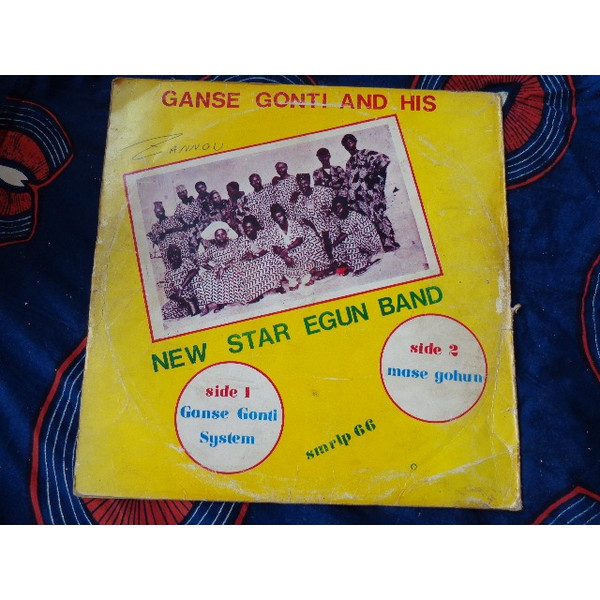 GANSE GONTI AND HIS
ZANNOU
NEW STAR EGUN BAND
side 1
Ganse Gonti
System
side 2
mase gohun
smrlp 66